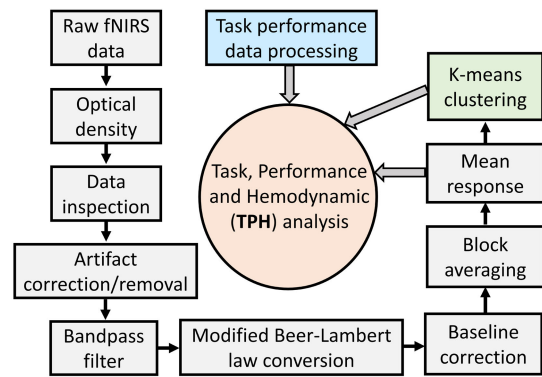 Raw fNIRS
data
Optical
density
Data
inspection
Artifact
correction/removal
Bandpass
filter
Modified Beer-Lambert
law conversion
Baseline
correction
Block
averaging
Mean
response
K-means
clustering
Task performance
data processing
Task, Performance
and Hemodynamic
(TPH) analysis